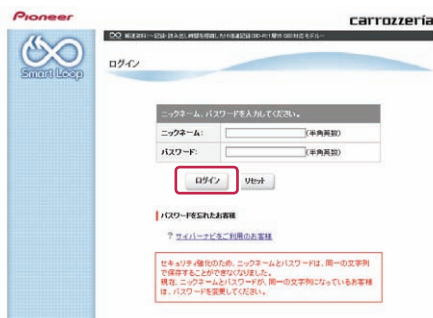 Pioneer
carrozzeria
Smart Loop
ログイン
ニックネーム、パスワードを入力してください。
ニックネーム:
(半角英数)
パスワード:
(半角英数)
ログイン
リセット
パスワードを忘れたお客様
? サイバーナビをご利用のお客様
セキュリティ強化のため、ニックネームとパスワードは、同一の文字列
で保存することができなくなりました。
現在、ニックネームとパスワードが、同一の文字列になっているお客様
は、パスワードを変更してください。